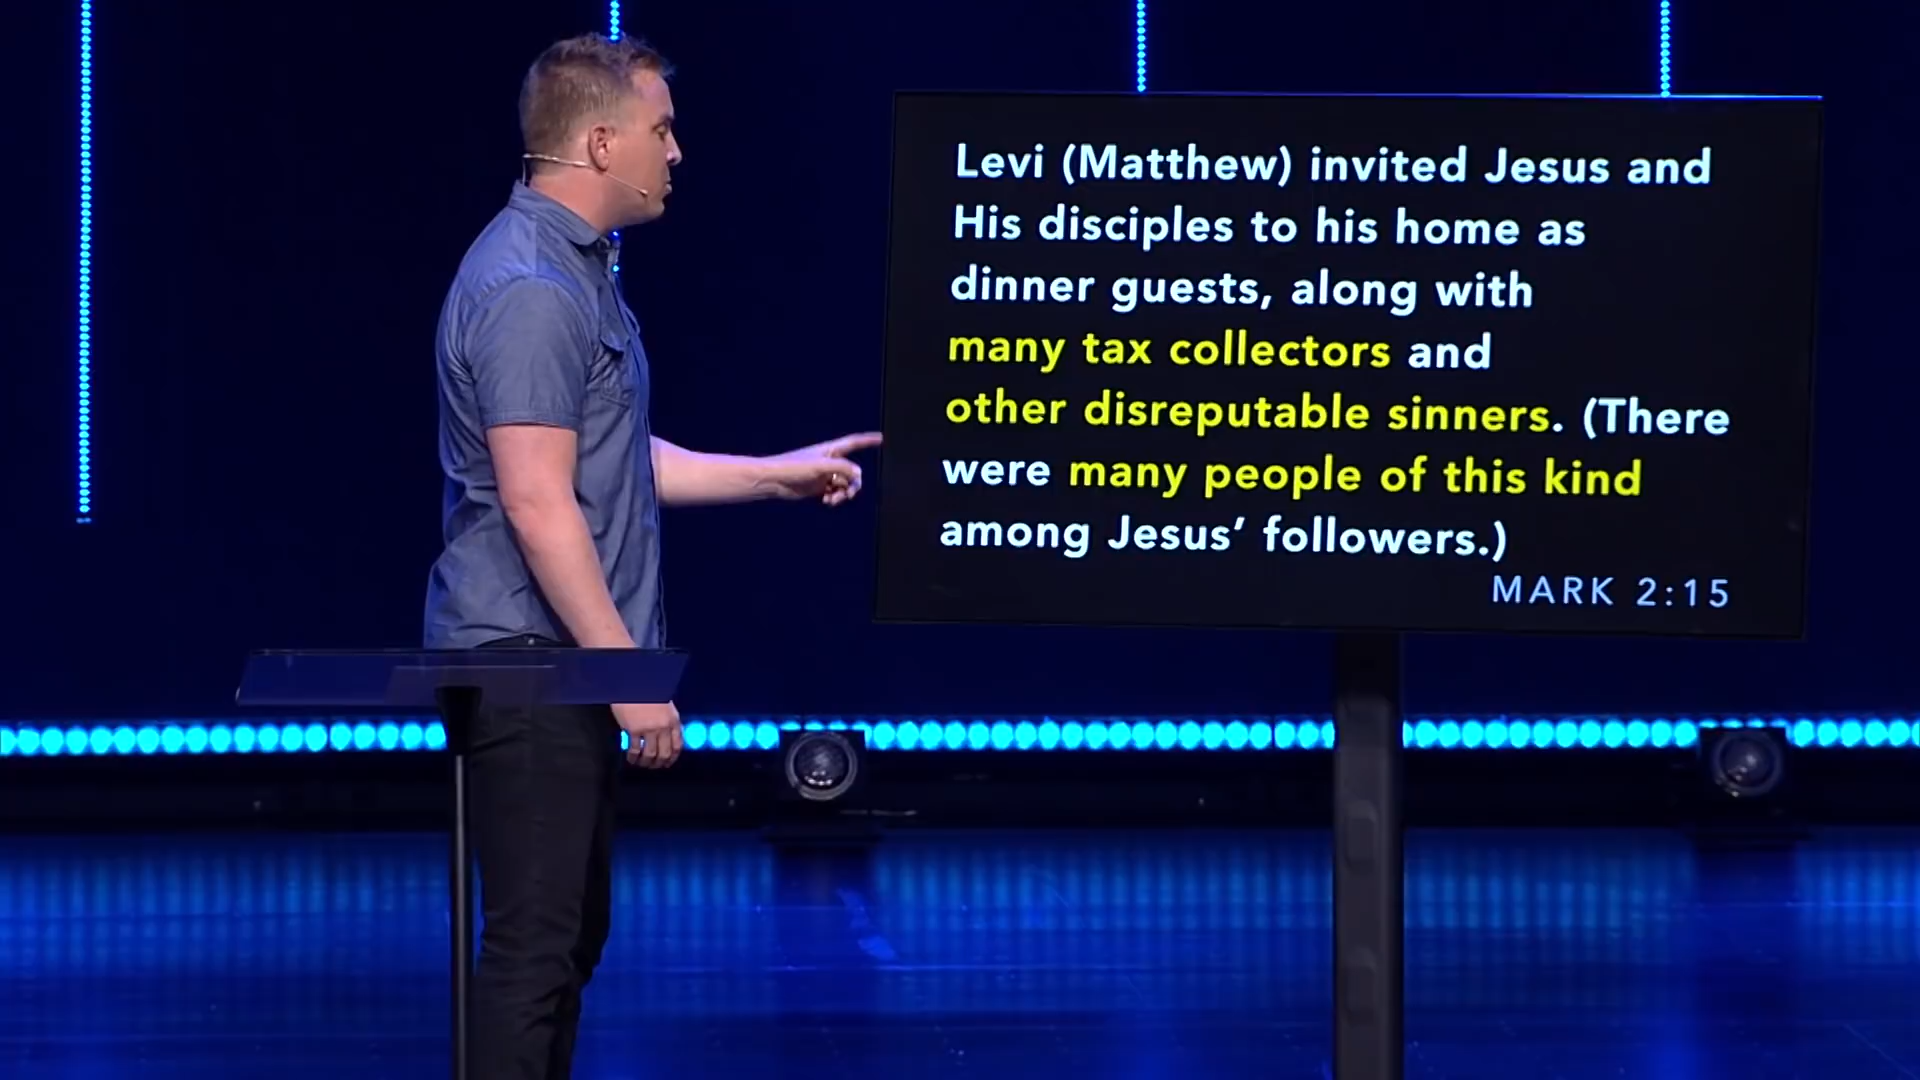 Levi (Matthew) invited Jesus and
His disciples to his home as
dinner guests, along with
many tax collectors and
other disreputable sinners. (There
were many people of this kind
among Jesus’ followers.)
MARK 2:15